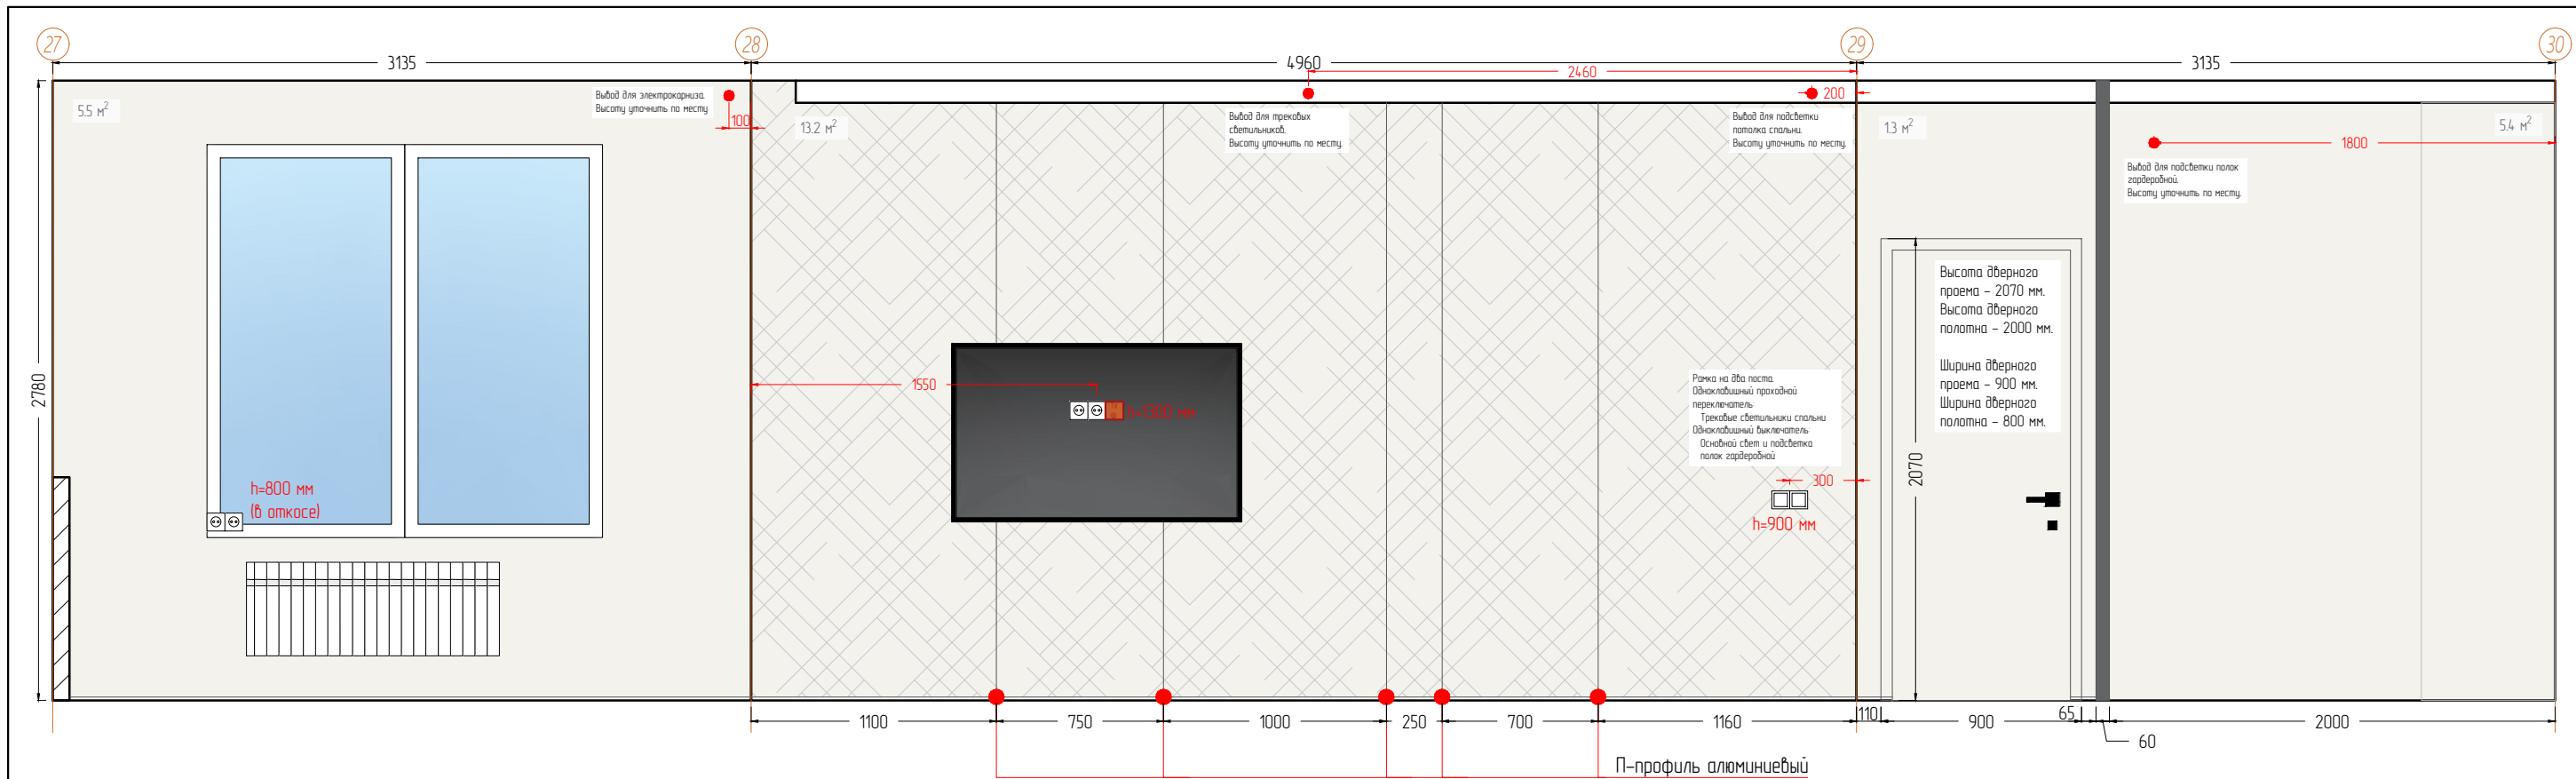 27
28
29
30
3135
4960
3135
2460
5.5 м²
Вывод для электрокарниза.
Высоту уточнить по месту
100
13.2 м²
Вывод для трековых
светильников.
Высоту уточнить по месту.
200
Вывод для подсветки
потолка спальни.
Высоту уточнить по месту.
1.3 м²
5.4 м²
1800
Вывод для подсветки полок
гардеробной.
Высоту уточнить по месту.
2780
h=800 мм
(в откосе)
1550
h=1300 мм
Рамка на два поста.
Одноклавишный проходной
переключатель-
Трековые светильники спальни
Одноклавишный выключатель-
Основной свет и подсветка
полок гардеробной
300
h=900 мм
2070
Высота дверного
проема - 2070 мм.
Высота дверного
полотна - 2000 мм.
Ширина дверного
проема - 900 мм.
Ширина дверного
полотна - 800 мм.
1100
750
1000
250
700
1160
110
900
65
60
2000
П-профиль алюминиевый